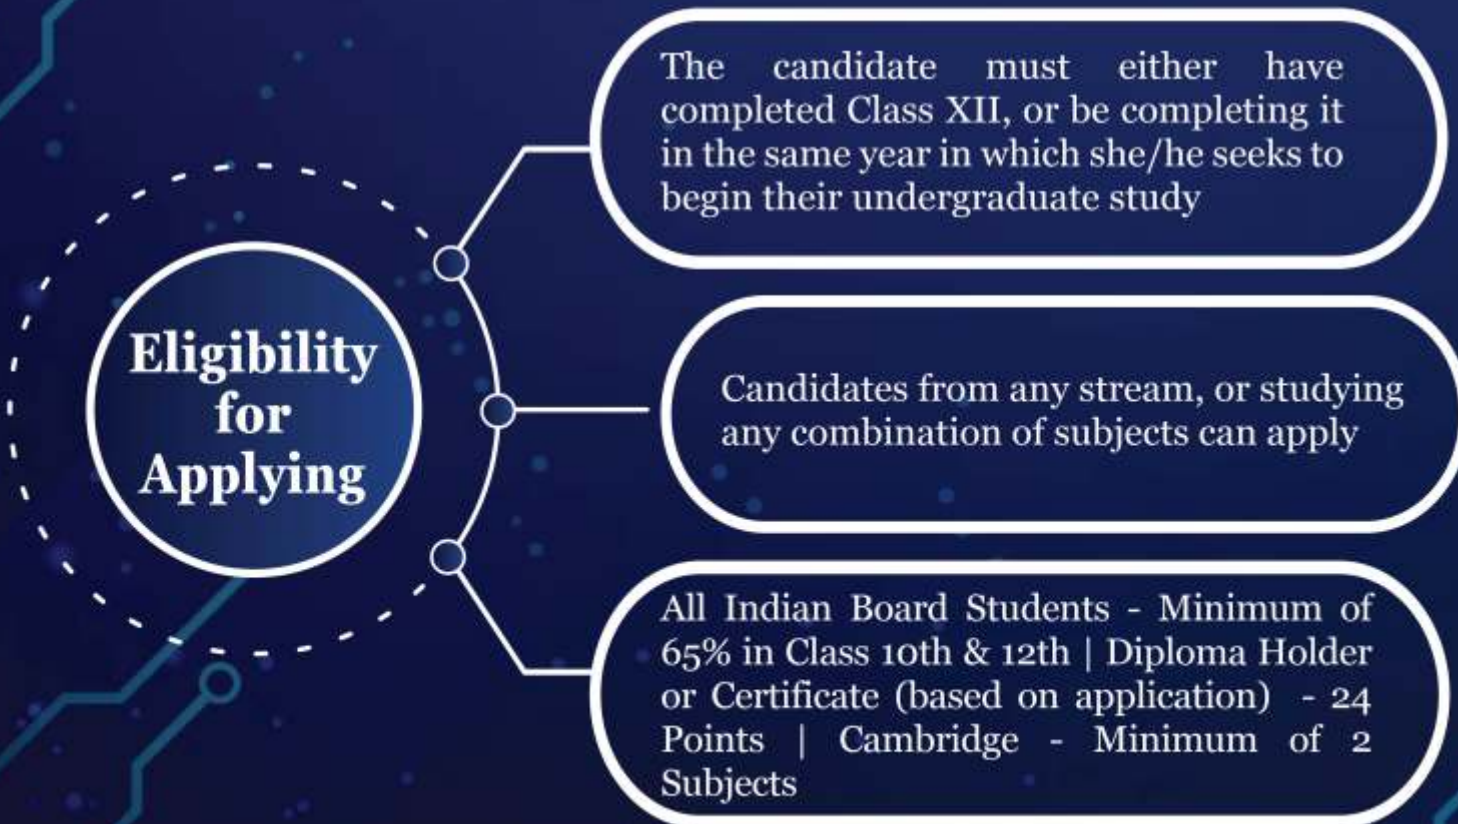 Eligibility
for
Applying
The candidate must either have
completed Class XII, or be completing it
in the same year in which she/he seeks to
begin their undergraduate study
Candidates from any stream, or studying
any combination of subjects can apply
All Indian Board Students - Minimum of
65% in Class 10th & 12th | Diploma Holder
or Certificate (based on application) - 24
Points | Cambridge - Minimum of 2
Subjects